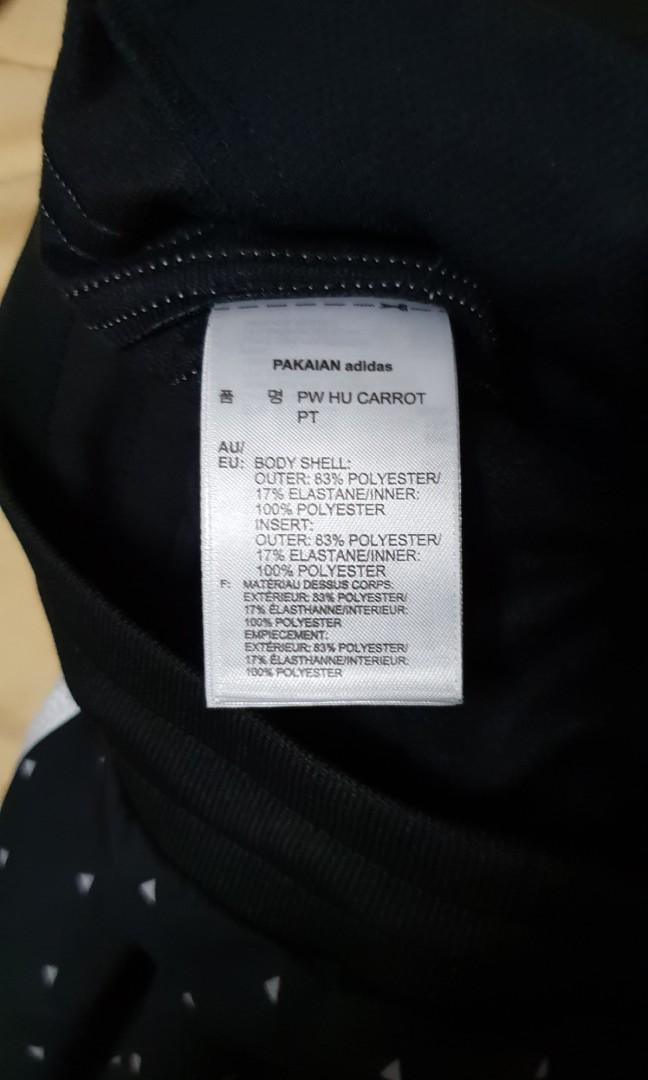 PAKAIAN adidas
품 명 PW HU CARROT
PT
AU/
EU: BODY SHELL:
OUTER: 83% POLYESTER/
17% ELASTANE/INNER:
100% POLYESTER
INSERT:
OUTER: 83% POLYESTER/
17% ELASTANE/INNER:
100% POLYESTER
F: MATÉRIAU DESSUS CORPS:
EXTÉRIEUR: 83% POLYESTER/
17% ÉLASTHANNE/INTERIEUR:
100% POLYESTER
EMPIECEMENT:
EXTÉRIEUR: 83% POLYESTER/
17% ÉLASTHANNE/INTERIEUR:
100% POLYESTER